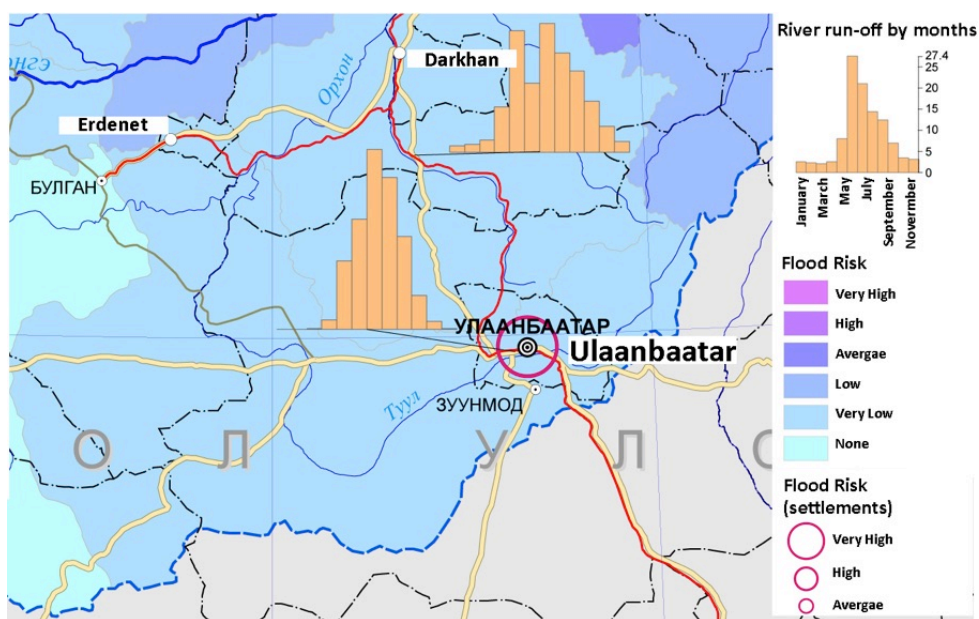 River run-off by months
27.4
25
20
15
10
5
0
January
March
May
July
September
Novermber
Flood Risk
Very High
High
Avergae
Low
Very Low
None
Flood Risk
(settlements)
Very High
High
Avergae
Darkhan
Орхон
Erdenet
БУЛГАН
УЛААНБААТАР
Ulaanbaatar
Туул
ЗУУНМОД
О Л У Л С